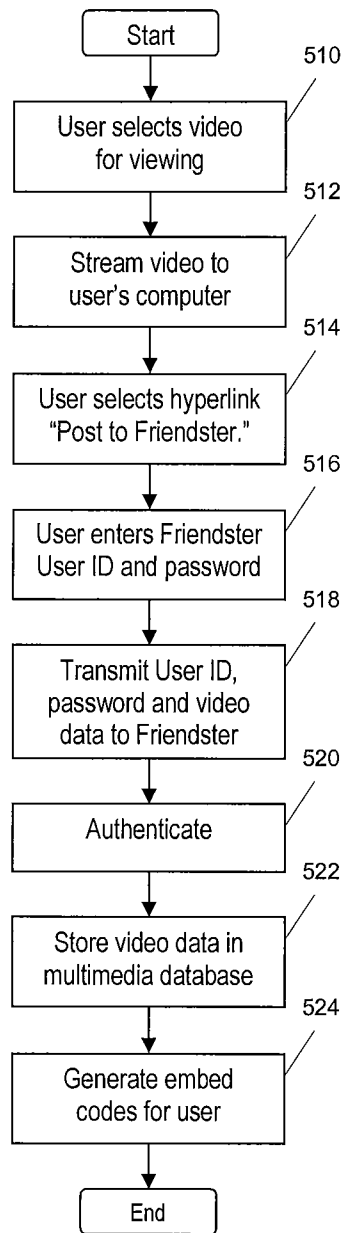 Start
510
User selects video
for viewing
512
Stream video to
user's computer
514
User selects hyperlink
“Post to Friendster.”
516
User enters Friendster
User ID and password
518
Transmit User ID,
password and video
data to Friendster
520
Authenticate
522
Store video data in
multimedia database
524
Generate embed
codes for user
End